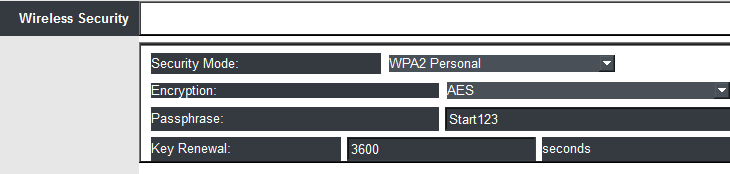 Wireless Security
Security Mode: WPA2 Personal
Encryption: AES
Passphrase: Start123
Key Renewal: 3600 seconds